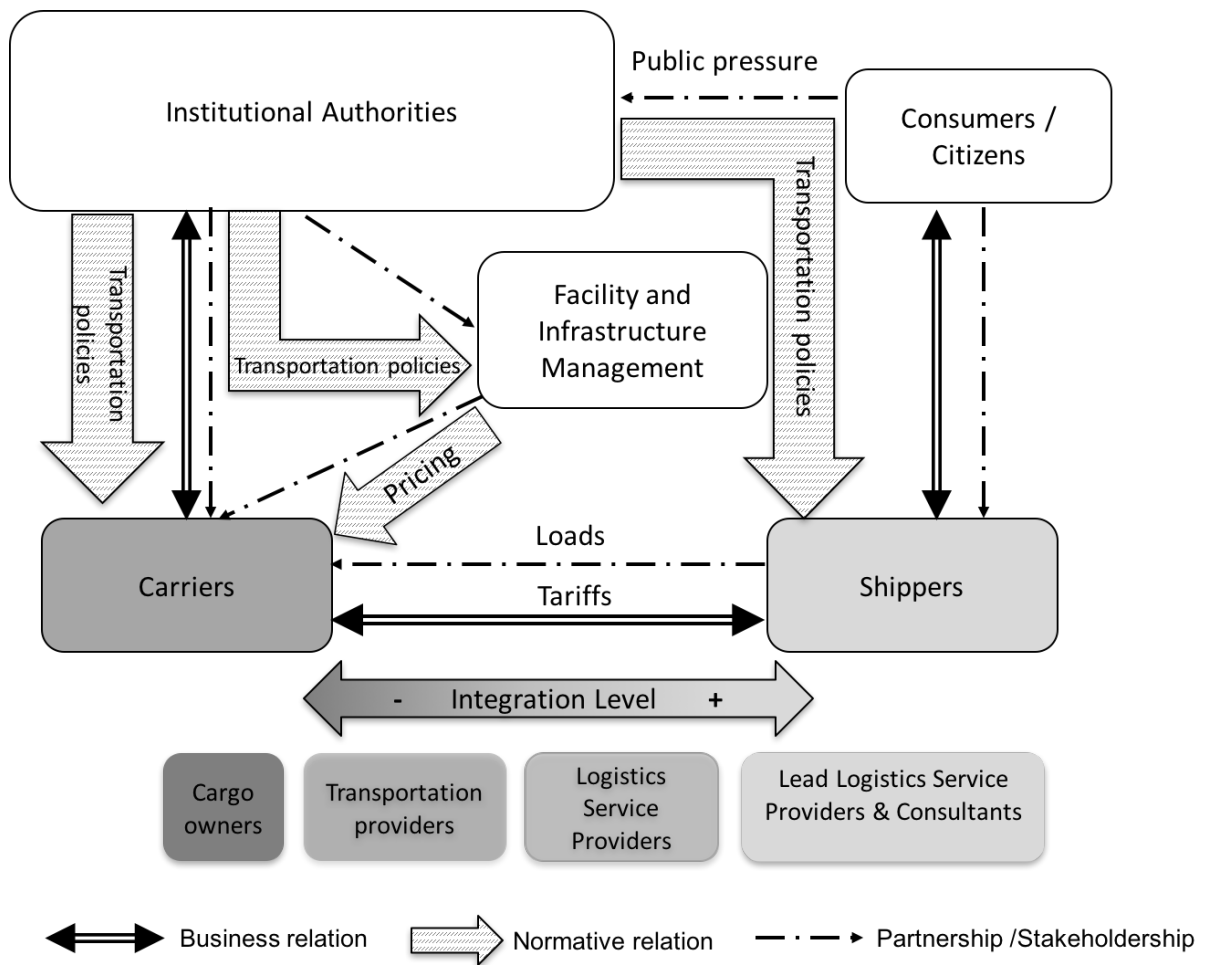 Public pressure
Institutional Authorities
Consumers /
Citizens
Transportation
policies
Transportation policies
Facility and
Infrastructure
Management
Transportation policies
Pricing
Loads
Carriers
Shippers
Tariffs
- Integration Level +
Cargo
owners
Transportation
providers
Logistics
Service
Providers
Lead Logistics Service
Providers & Consultants
Business relation
Normative relation
Partnership /Stakeholdership